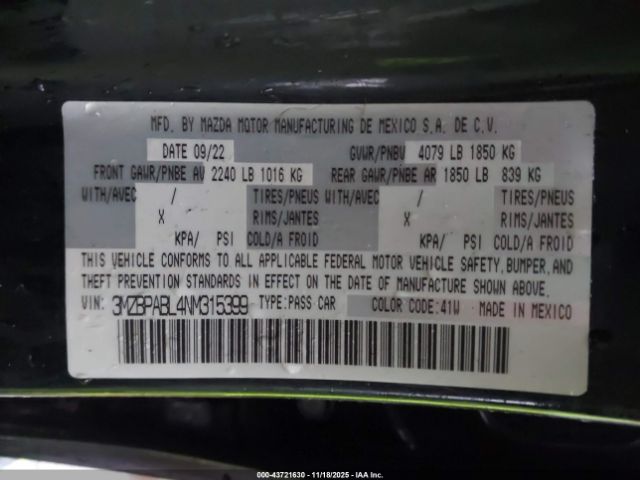 MFD. BY MAZDA MOTOR MANUFACTURING DE MEXICO S.A. DE C.V.
DATE 09/22 GVWR/PNBV 4079 LB 1850 KG
FRONT GAWR/PNBE AV 2240 LB 1016 KG REAR GAWR/PNBE AR 1850 LB 839 KG
WITH/AVEC / TIRES/PNEUS WITH/AVEC / TIRES/PNEUS
X RIMS/JANTES X RIMS/JANTES
KPA/ PSI COLD/A FROID KPA/ PSI COLD/A FROID
THIS VEHICLE CONFORMS TO ALL APPLICABLE FEDERAL MOTOR VEHICLE SAFETY, BUMPER, AND
THEFT PREVENTION STANDARDS IN EFFECT ON THE DATE OF MANUFACTURE SHOWN ABOVE.
VIN: 3MZBPABL4NM315399 TYPE:PASS CAR COLOR CODE:41W MADE IN MEXICO
000-43721630 - 11/18/2025 - IAA Inc.